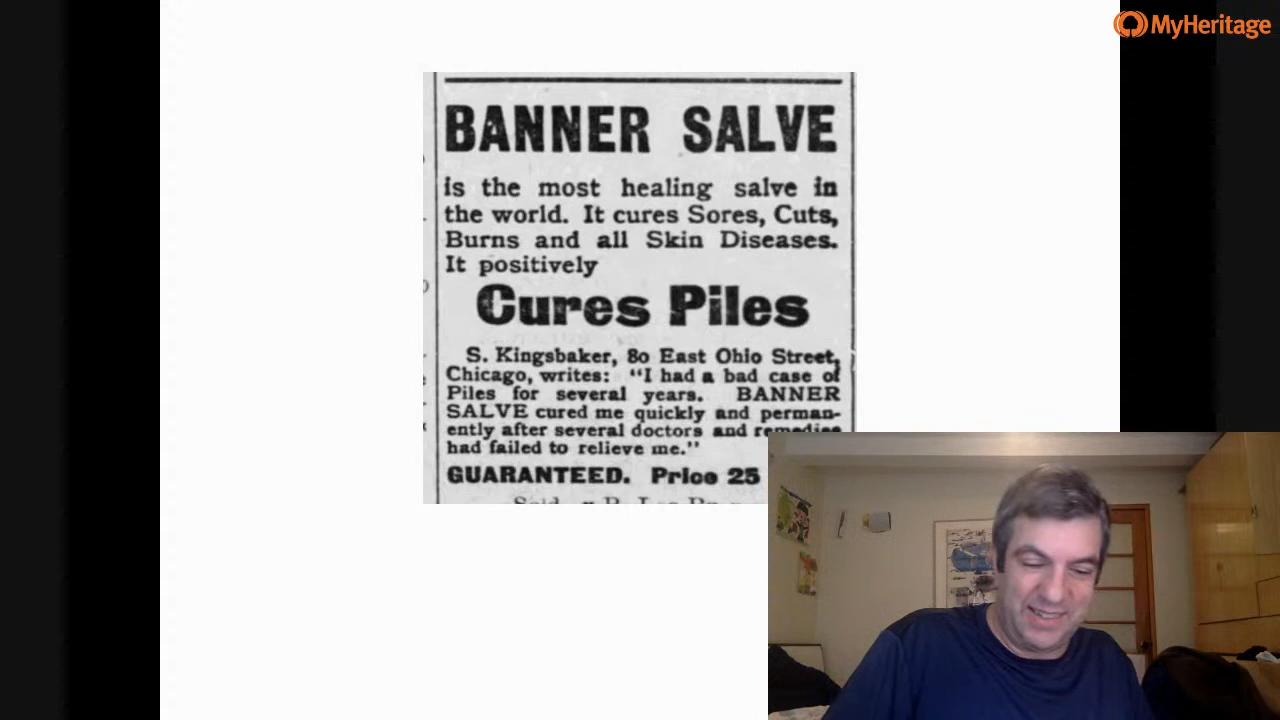 MyHeritage
BANNER SALVE
is the most healing salve in
the world. It cures Sores, Cuts,
Burns and all Skin Diseases.
It positively
Cures Piles
S. Kingsbaker, 80 East Ohio Street,
Chicago, writes: "I had a bad case of
Piles for several years. BANNER
SALVE cured me quickly and perman-
ently after several doctors and remedies
had failed to relieve me."
GUARANTEED. Price 25